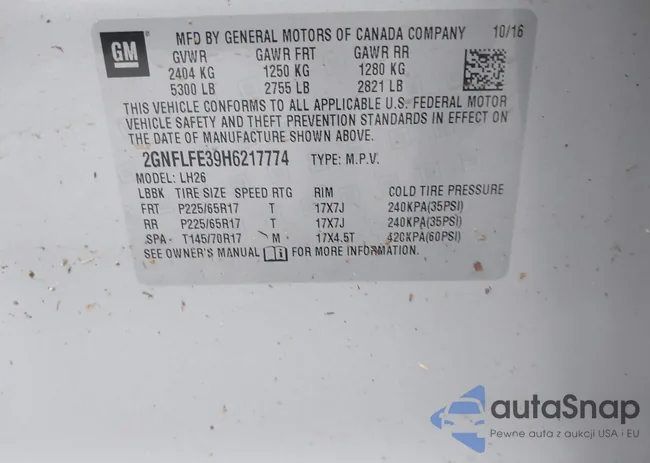 GM
MFD BY GENERAL MOTORS OF CANADA COMPANY 10/16
GVWR GAWR FRT GAWR RR
2404 KG 1250 KG 1280 KG
5300 LB 2755 LB 2821 LB
THIS VEHICLE CONFORMS TO ALL APPLICABLE U.S. FEDERAL MOTOR
VEHICLE SAFETY AND THEFT PREVENTION STANDARDS IN EFFECT ON
THE DATE OF MANUFACTURE SHOWN ABOVE.
2GNFLFE39H6217774 TYPE: M.P.V.
MODEL: LH26
LBBK TIRE SIZE SPEED RTG RIM COLD TIRE PRESSURE
FRT P225/65R17 T 17X7J 240KPA(35PSI)
RR P225/65R17 T 17X7J 240KPA(35PSI)
SPA T145/70R17 M 17X4.5T 420KPA(60PSI)
SEE OWNER'S MANUAL FOR MORE INFORMATION.
autaSnap
Pewne auta z aukcji USA i EU